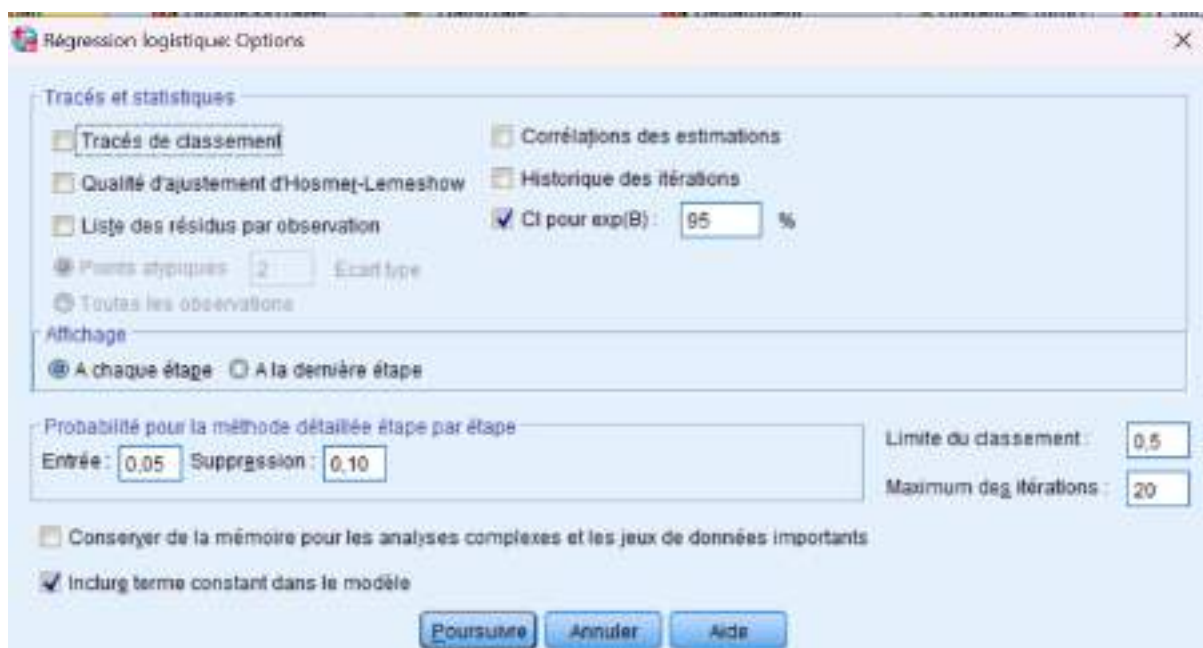 Régression logistique: Options
Tracés et statistiques
Tracés de classement
Corrélations des estimations
Qualité d'ajustement d'Hosmer-Lemeshow
Historique des itérations
Liste des résidus par observation
CI pour exp(B) : 95 %
Points atypiques 2 Ecart type
Toutes les observations
Affichage
A chaque étape A la dernière étape
Probabilité pour la méthode détaillée étape par étape
Entrée : 0,05 Suppression : 0,10
Limite du classement : 0,5
Maximum des itérations : 20
Conserver de la mémoire pour les analyses complexes et les jeux de données importants
Inclure terme constant dans le modèle
Poursuivre Annuler Aide